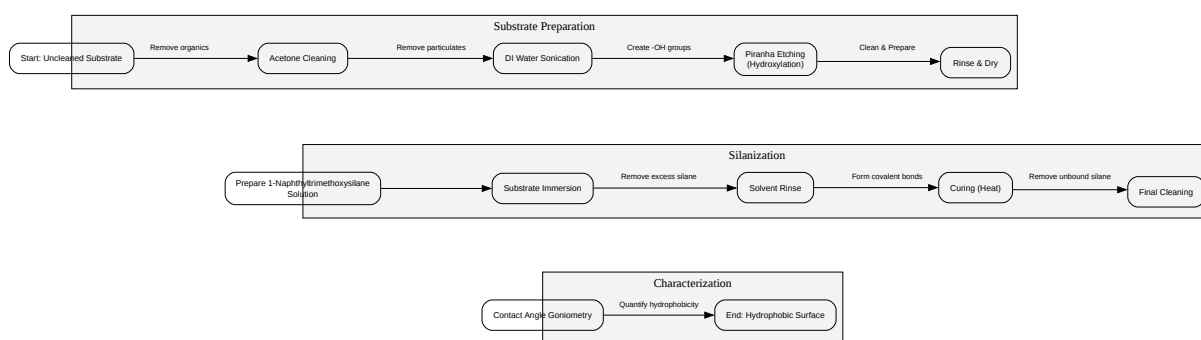 Substrate Preparation
Start: Uncleaned Substrate
Remove organics
Acetone Cleaning
Remove particulates
DI Water Sonication
Create -OH groups
Piranha Etching
(Hydroxylation)
Clean & Prepare
Rinse & Dry
Silanization
Prepare 1-Naphthyltrimethoxysilane
Solution
Substrate Immersion
Remove excess silane
Solvent Rinse
Form covalent bonds
Curing (Heat)
Remove unbound silane
Final Cleaning
Characterization
Contact Angle Goniometry
Quantify hydrophobicity
End: Hydrophobic Surface